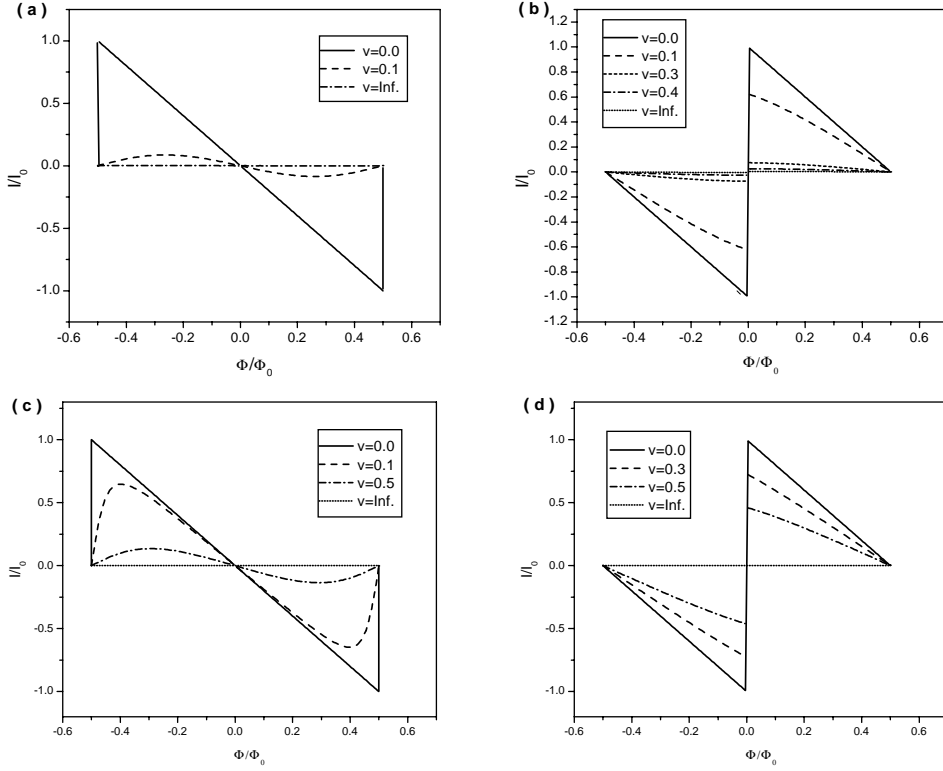 (a)
1.0
0.5
0.0
-0.5
-1.0
I/I₀
v=0.0
v=0.1
v=Inf.
-0.6 -0.4 -0.2 0.0 0.2 0.4 0.6
Φ/Φ₀
(b)
1.2
1.0
0.8
0.6
0.4
0.2
0.0
-0.2
-0.4
-0.6
-0.8
-1.0
-1.2
I/I₀
v=0.0
v=0.1
v=0.3
v=0.4
v=Inf.
-0.6 -0.4 -0.2 0.0 0.2 0.4 0.6
Φ/Φ₀
(c)
1.0
0.5
0.0
-0.5
-1.0
I/I₀
v=0.0
v=0.1
v=0.5
v=Inf.
-0.6 -0.4 -0.2 0.0 0.2 0.4 0.6
Φ/Φ₀
(d)
1.0
0.5
0.0
-0.5
-1.0
I/I₀
v=0.0
v=0.3
v=0.5
v=Inf.
-0.6 -0.4 -0.2 0.0 0.2 0.4 0.6
Φ/Φ₀